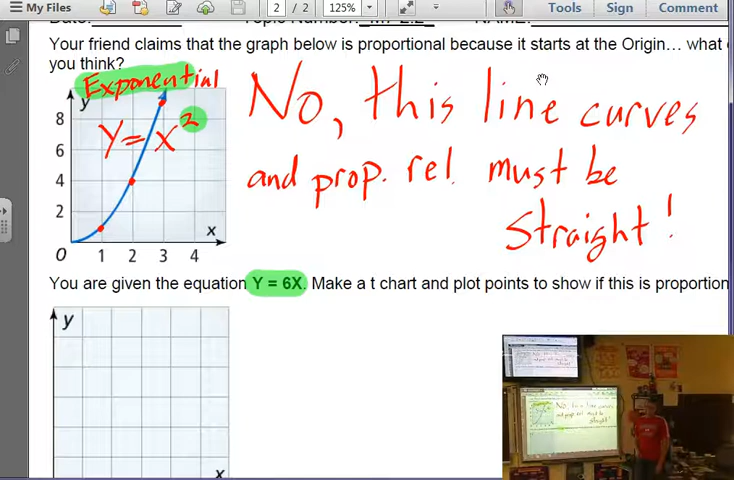 My Files
2 / 2
125%
Tools
Sign
Comment
Your friend claims that the graph below is proportional because it starts at the Origin... what
you think?
Exponential
y
8
6
4
2
0
1 2 3 4
x
Y = x²
No, this line curves
and prop. rel. must be
straight!
You are given the equation Y = 6X. Make a t chart and plot points to show if this is proportion
y
x